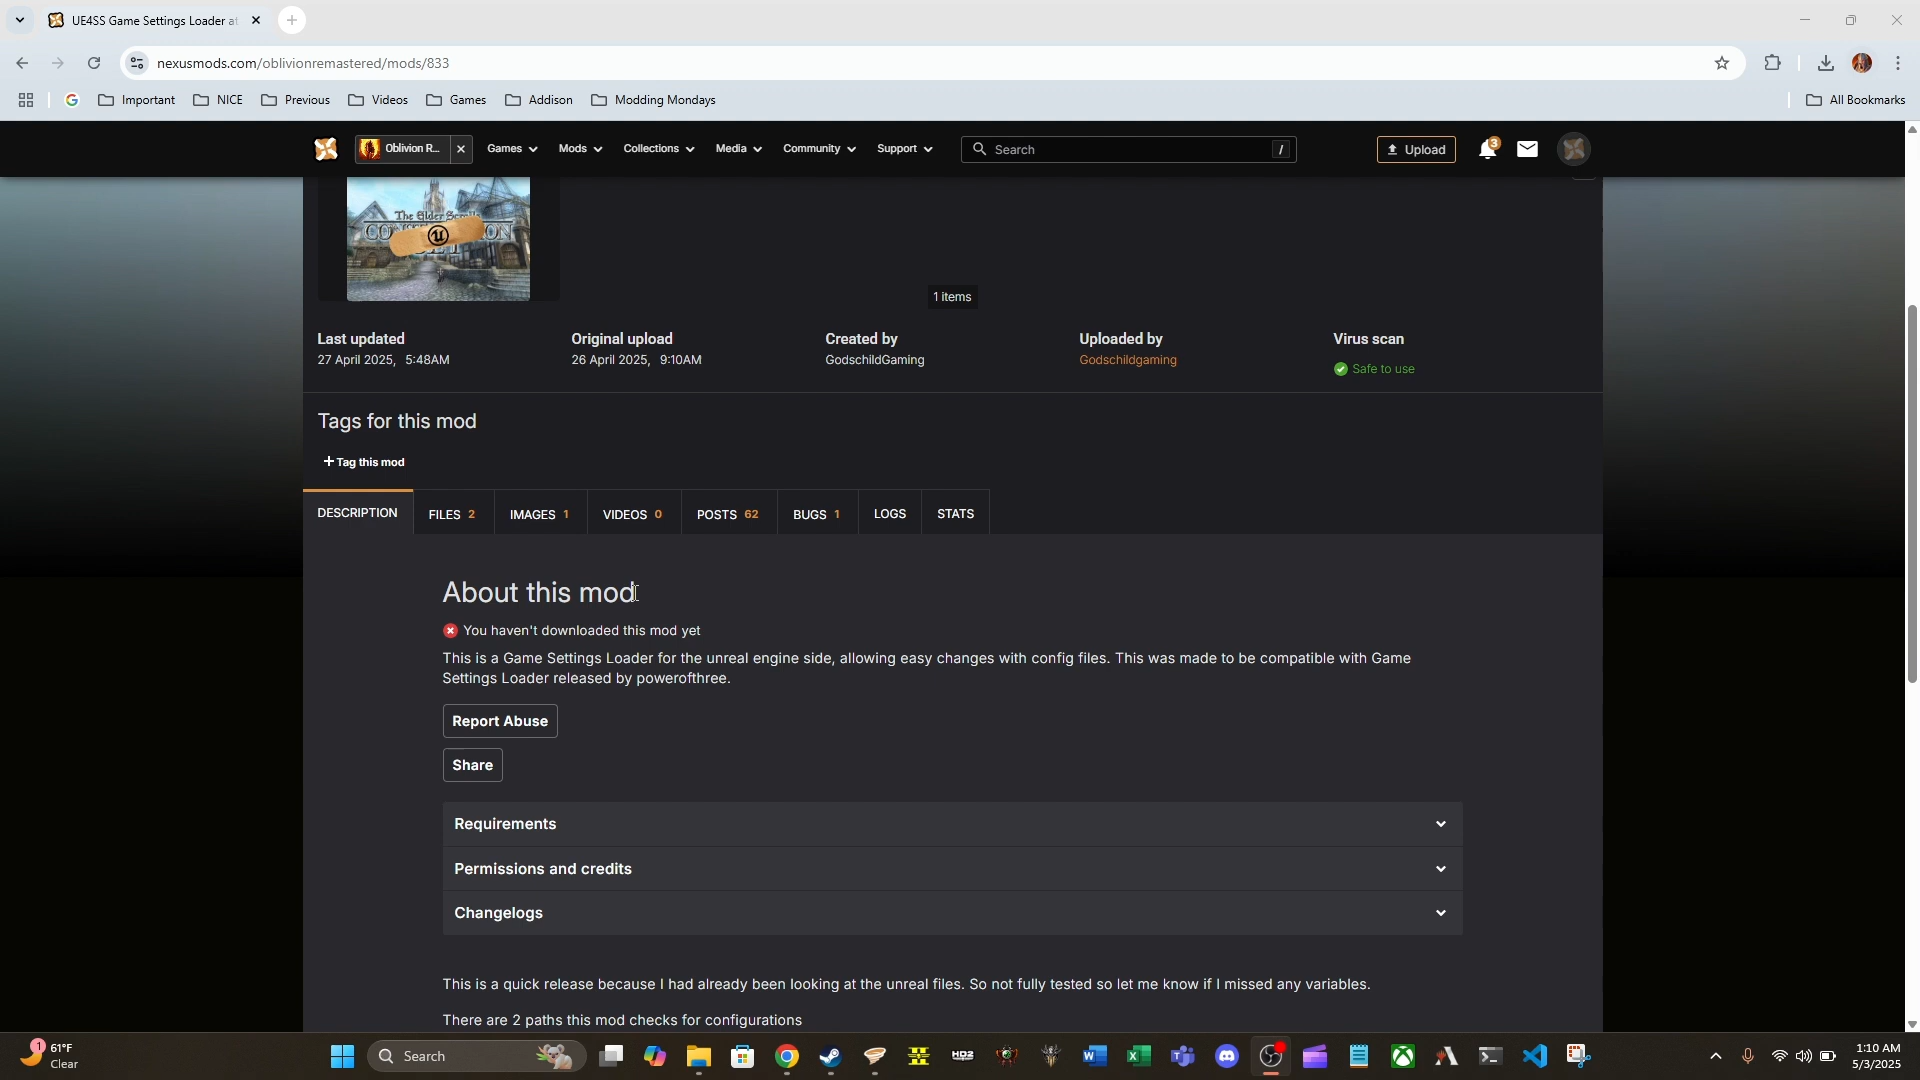 UE4SS Game Settings Loader at
nexusmods.com/oblivionremastered/mods/833
Important
NICE
Previous
Videos
Games
Addison
Modding Mondays
All Bookmarks
Oblivion R...
Games
Mods
Collections
Media
Community
Support
Search
/
Upload
3
The Elder Scrolls
1 items
Last updated
27 April 2025, 5:48AM
Original upload
26 April 2025, 9:10AM
Created by
GodschildGaming
Uploaded by
Godschildgaming
Virus scan
Safe to use
Tags for this mod
+ Tag this mod
DESCRIPTION
FILES 2
IMAGES 1
VIDEOS 0
POSTS 62
BUGS 1
LOGS
STATS
About this mod
You haven't downloaded this mod yet
This is a Game Settings Loader for the unreal engine side, allowing easy changes with config files. This was made to be compatible with Game
Settings Loader released by powerofthree.
Report Abuse
Share
Requirements
Permissions and credits
Changelogs
This is a quick release because I had already been looking at the unreal files. So not fully tested so let me know if I missed any variables.
There are 2 paths this mod checks for configurations
1
61°F
Clear
Search
HD2
1:10 AM
5/3/2025